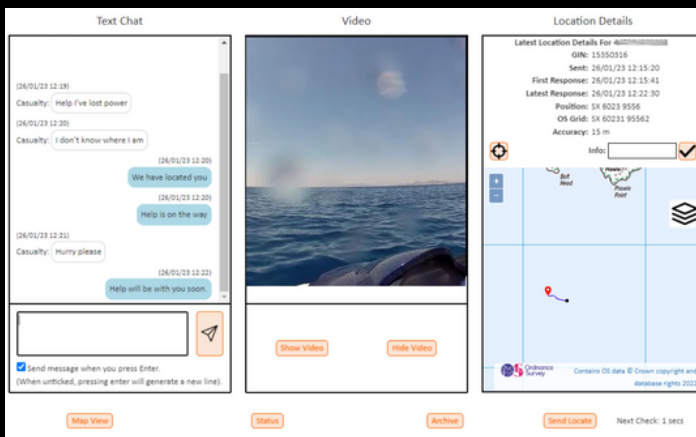 Text Chat
(26/01/23 12:19)
Casualty: Help I've lost power
(26/01/23 12:20)
Casualty: I don't know where I am
(26/01/23 12:20)
We have located you
(26/01/23 12:20)
Help is on the way
(26/01/23 12:21)
Casualty: Hurry please
(26/01/23 12:22)
Help will be with you soon.
Send message when you press Enter.
(When unticked, pressing enter will generate a new line).
Video
Show Video
Hide Video
Location Details
Latest Location Details For
GIN: 15350316
Sent: 26/01/23 12:15:20
First Response: 26/01/23 12:15:41
Latest Response: 26/01/23 12:22:30
Position: SX 6023 9556
OS Grid: SX 60231 95562
Accuracy: 15 m
Info:
+
−
Bolt
Head
Prawle
Point
Ordnance
Survey
Contains OS data © Crown copyright and
database rights 2022
Map View
Status
Archive
Send Locate
Next Check: 1 secs